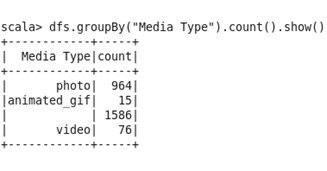 scala> dfs.groupBy("Media Type").count().show()
+------------+-----+
|  Media Type|count|
+------------+-----+
|       photo|  964|
|animated_gif|   15|
|            | 1586|
|       video|   76|
+------------+-----+